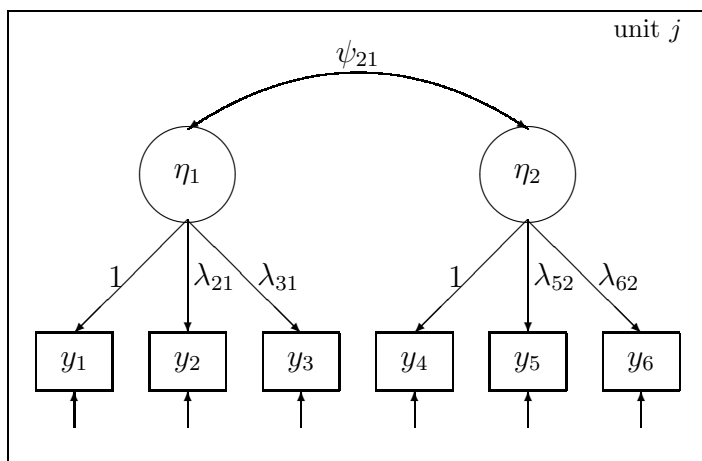 unit j
ψ₂₁
η₁ η₂
1 λ₂₁ λ₃₁ 1 λ₅₂ λ₆₂
y₁ y₂ y₃ y₄ y₅ y₆